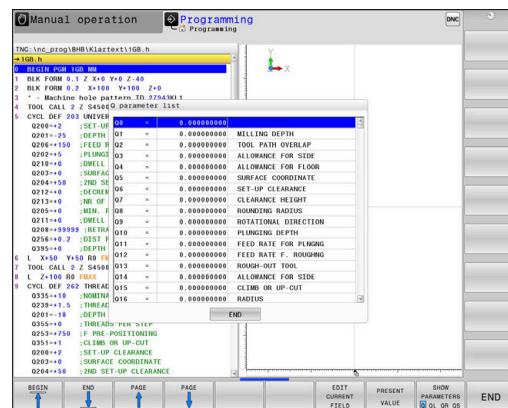 Manual operation
Programming
Programming
DNC
TNC:\nc_prog\BHB\Klartext\1GB.h
→1GB.h
0 BEGIN PGM 1GB MM
1 BLK FORM 0.1 Z X+0 Y+0 Z-40
2 BLK FORM 0.2 X+100 Y+100 Z+0
3 * - Machine hole pattern ID 27943KL1
4 TOOL CALL 2 Z S4500
5 CYCL DEF 203 UNIVER
Q200=+2 ;SET-UP
Q201=-25 ;DEPTH
Q206=+150 ;FEED R
Q202=+5 ;PLUNGI
Q210=+0 ;DWELL
Q203=+0 ;SURFAC
Q204=+50 ;2ND SE
Q212=+0 ;DECREM
Q213=+0 ;NR OF
Q205=+0 ;MIN. P
Q211=+0 ;DWELL
Q208=+99999 ;RETRA
Q256=+0.2 ;DIST F
Q395=+0 ;DEPTH
6 L X+50 Y+50 R0 FM
7 TOOL CALL 2 Z S4500
8 L Z+100 R0 FMAX
9 CYCL DEF 262 THREAD
Q335=+10 ;NOMINA
Q239=+1.5 ;THREAD
Q201=-18 ;DEPTH
Q355=+0 ;THREADS PER STEP
Q253=+750 ;F PRE-POSITIONING
Q351=+1 ;CLIMB OR UP-CUT
Q200=+2 ;SET-UP CLEARANCE
Q203=+0 ;SURFACE COORDINATE
Q204=+50 ;2ND SET-UP CLEARANCE
Y
X
Q parameter list
Q0 = 0.000000000
Q1 = 0.000000000 MILLING DEPTH
Q2 = 0.000000000 TOOL PATH OVERLAP
Q3 = 0.000000000 ALLOWANCE FOR SIDE
Q4 = 0.000000000 ALLOWANCE FOR FLOOR
Q5 = 0.000000000 SURFACE COORDINATE
Q6 = 0.000000000 SET-UP CLEARANCE
Q7 = 0.000000000 CLEARANCE HEIGHT
Q8 = 0.000000000 ROUNDING RADIUS
Q9 = 0.000000000 ROTATIONAL DIRECTION
Q10 = 0.000000000 PLUNGING DEPTH
Q11 = 0.000000000 FEED RATE FOR PLNGNG
Q12 = 0.000000000 FEED RATE F. ROUGHNG
Q13 = 0.000000000 ROUGH-OUT TOOL
Q14 = 0.000000000 ALLOWANCE FOR SIDE
Q15 = 0.000000000 CLIMB OR UP-CUT
Q16 = 0.000000000 RADIUS
END
BEGIN
END
PAGE
PAGE
EDIT CURRENT FIELD
PRESENT VALUE
SHOW PARAMETERS Q QL QR QS
END